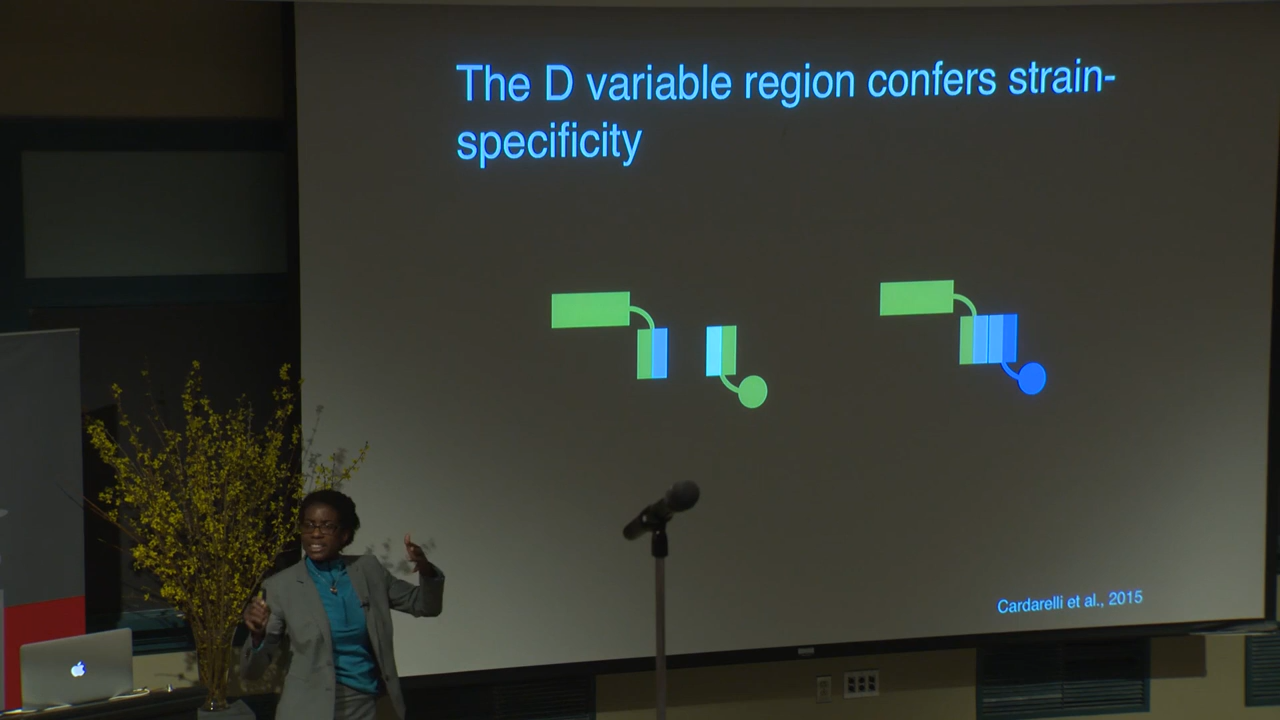 The D variable region confers strain-
specificity
Cardarelli et al., 2015